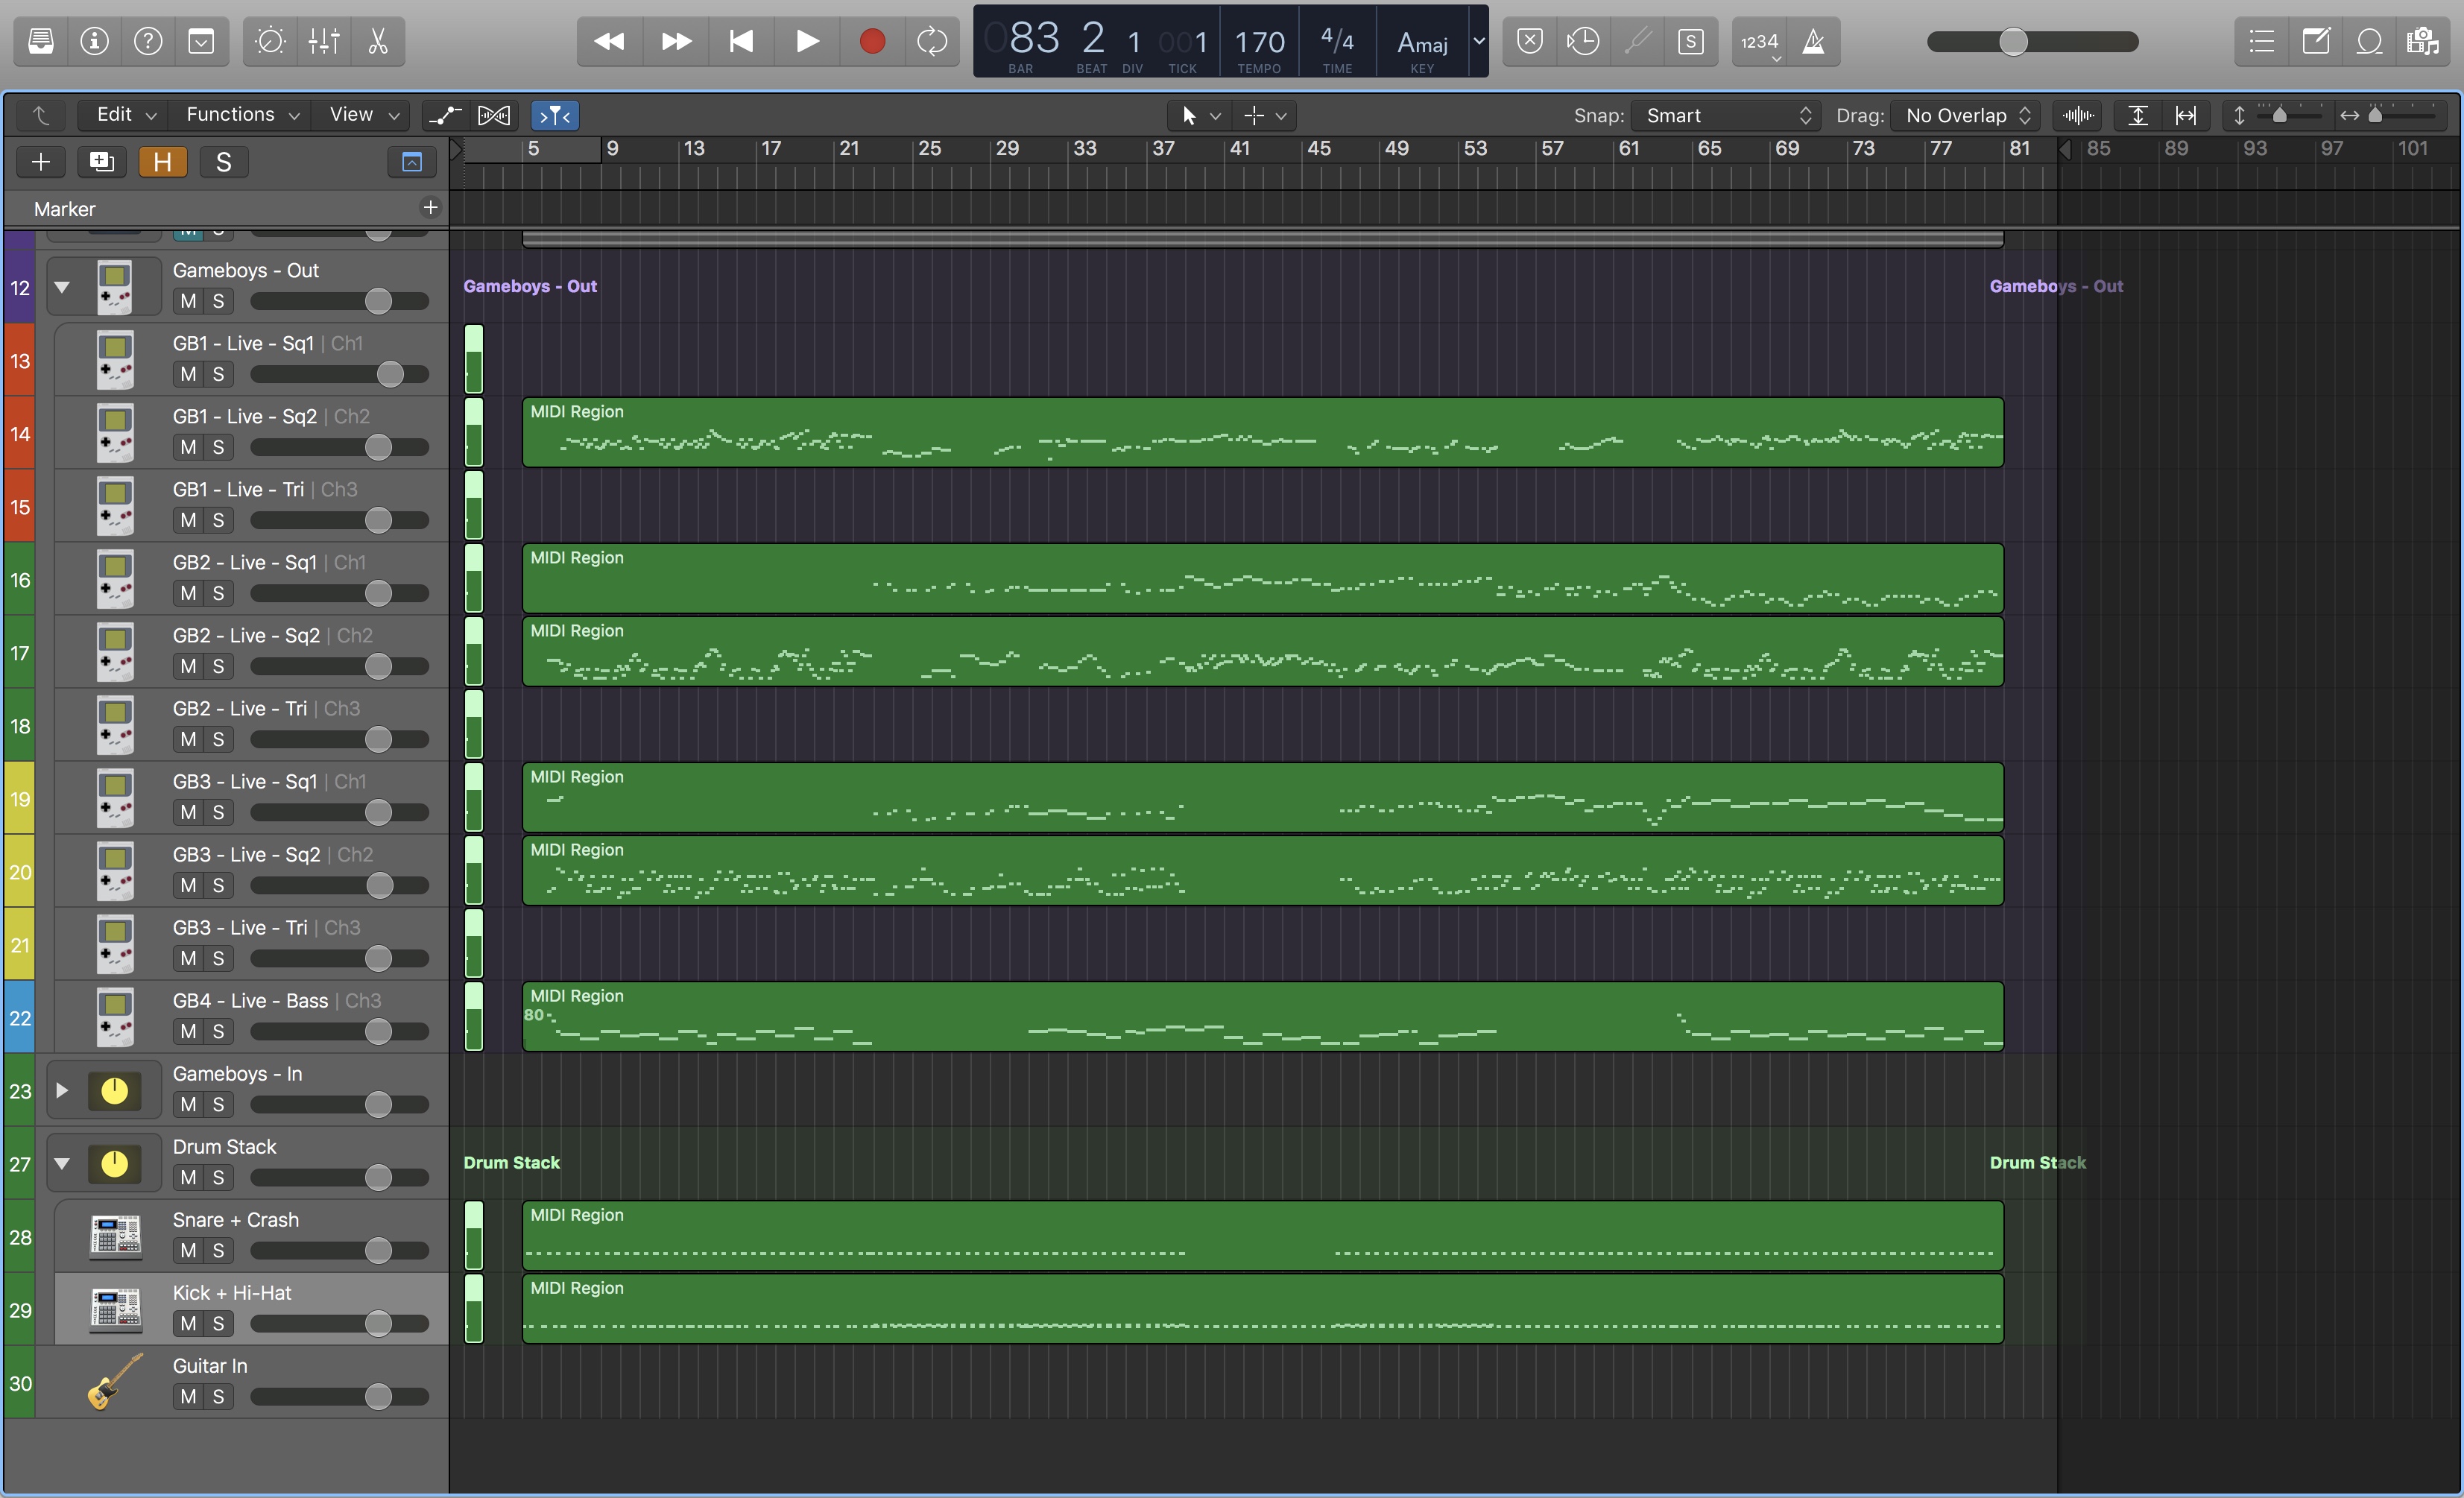 083 2 1 001 170 4/4 Amaj 1234
BAR BEAT DIV TICK TEMPO TIME KEY
Edit Functions View Snap: Smart Drag: No Overlap
H S
5 9 13 17 21 25 29 33 37 41 45 49 53 57 61 65 69 73 77 81 85 89 93 97 101
Marker
M S
12 Gameboys - Out
M S
Gameboys - Out Gameboys - Out
13 GB1 - Live - Sq1 | Ch1
M S
14 GB1 - Live - Sq2 | Ch2
M S
MIDI Region
15 GB1 - Live - Tri | Ch3
M S
16 GB2 - Live - Sq1 | Ch1
M S
MIDI Region
17 GB2 - Live - Sq2 | Ch2
M S
MIDI Region
18 GB2 - Live - Tri | Ch3
M S
19 GB3 - Live - Sq1 | Ch1
M S
MIDI Region
20 GB3 - Live - Sq2 | Ch2
M S
MIDI Region
21 GB3 - Live - Tri | Ch3
M S
22 GB4 - Live - Bass | Ch3
M S
MIDI Region
80
23 Gameboys - In
M S
27 Drum Stack
M S
Drum Stack Drum Stack
28 Snare + Crash
M S
MIDI Region
29 Kick + Hi-Hat
M S
MIDI Region
30 Guitar In
M S